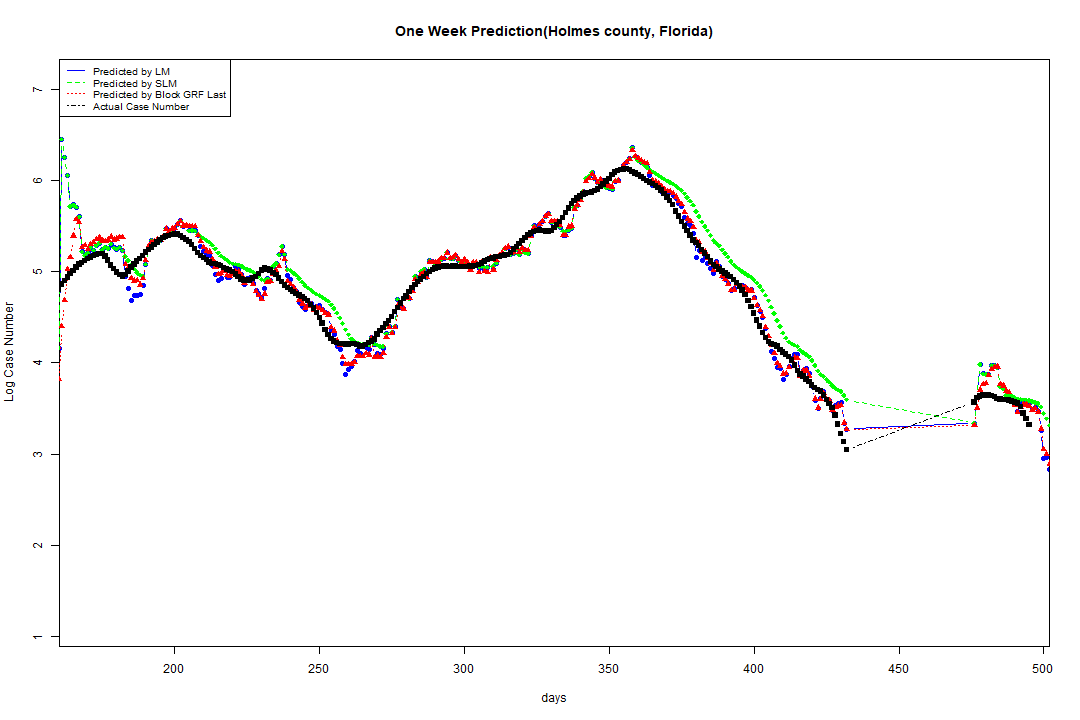 One Week Prediction(Holmes county, Florida)
Predicted by LM
Predicted by SLM
Predicted by Block GRF Last
Actual Case Number
Log Case Number
7
6
5
4
3
2
1
200 250 300 350 400 450 500
days